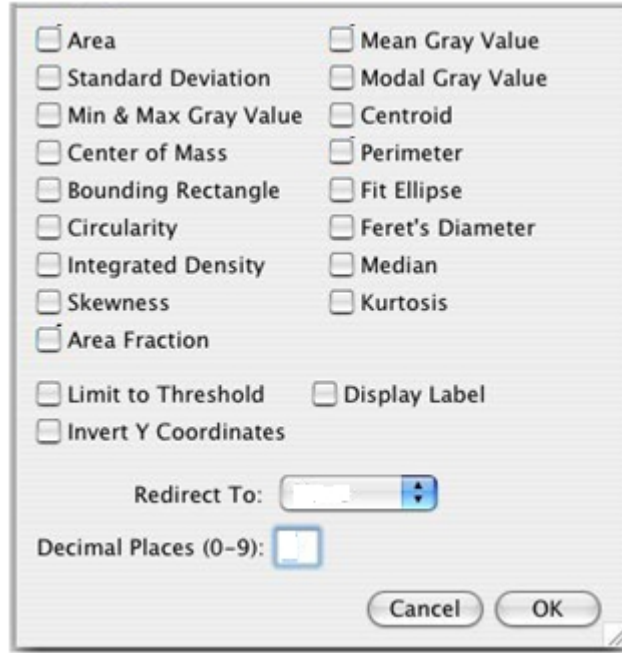 Area Mean Gray Value
Standard Deviation Modal Gray Value
Min & Max Gray Value Centroid
Center of Mass Perimeter
Bounding Rectangle Fit Ellipse
Circularity Feret's Diameter
Integrated Density Median
Skewness Kurtosis
Area Fraction
Limit to Threshold Display Label
Invert Y Coordinates
Redirect To:
Decimal Places (0-9):
Cancel OK